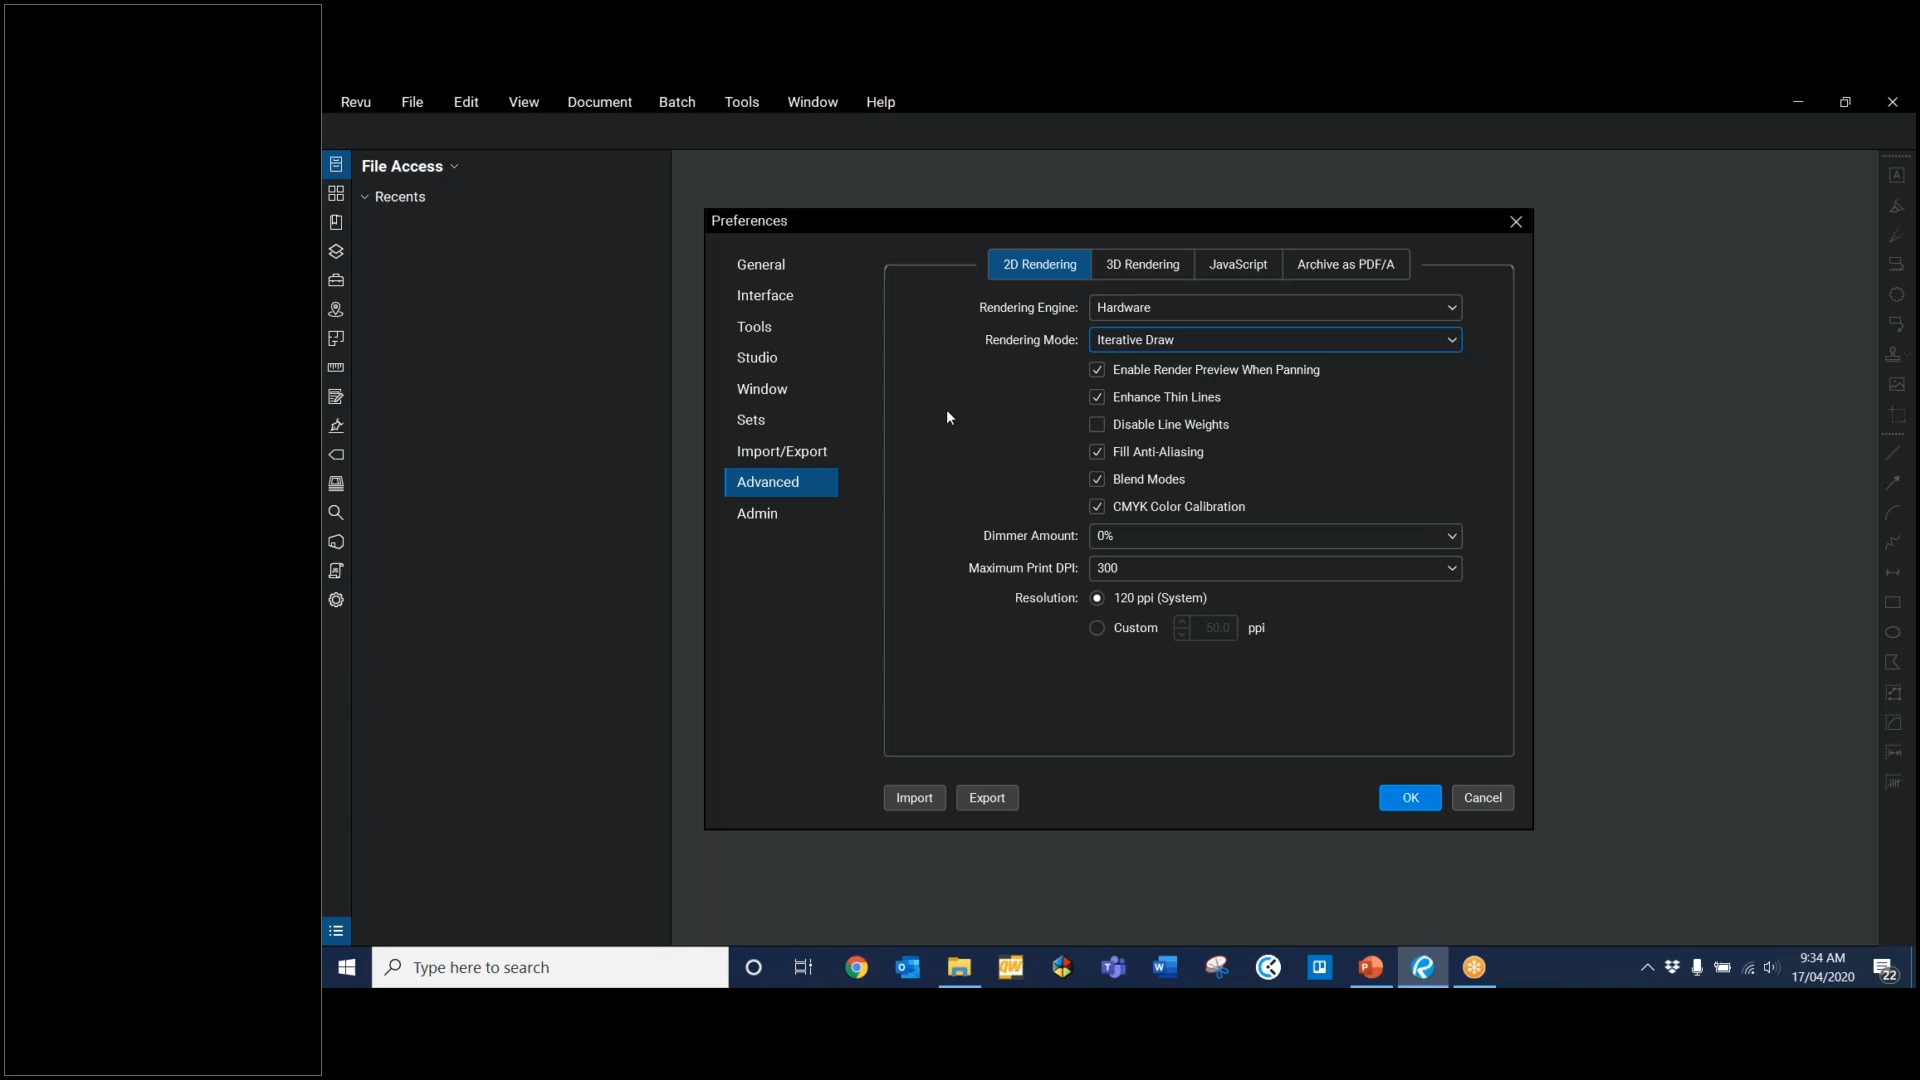 Revu File Edit View Document Batch Tools Window Help
File Access
Recents
Preferences
General
Interface
Tools
Studio
Window
Sets
Import/Export
Advanced
Admin
2D Rendering 3D Rendering JavaScript Archive as PDF/A
Rendering Engine: Hardware
Rendering Mode: Iterative Draw
Enable Render Preview When Panning
Enhance Thin Lines
Disable Line Weights
Fill Anti-Aliasing
Blend Modes
CMYK Color Calibration
Dimmer Amount: 0%
Maximum Print DPI: 300
Resolution: 120 ppi (System)
Custom 50.0 ppi
Import Export OK Cancel
Type here to search
9:34 AM
17/04/2020
22